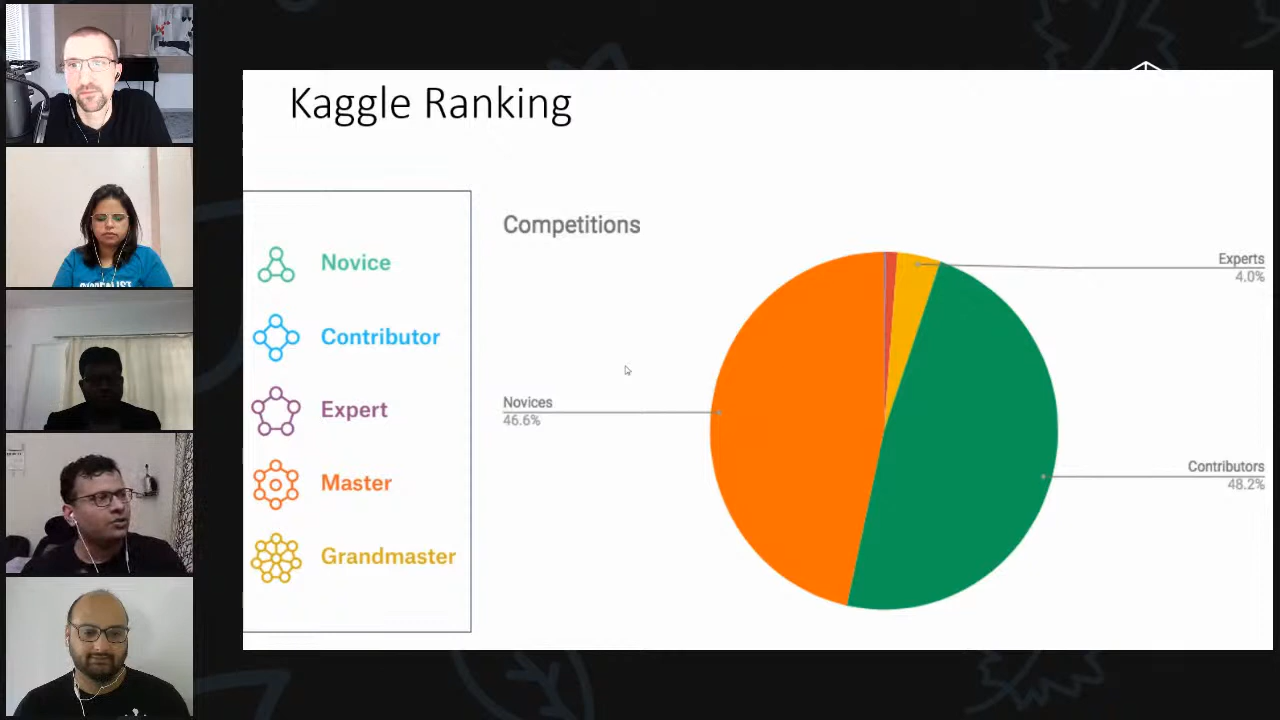 Kaggle Ranking
Novice
Contributor
Expert
Master
Grandmaster
Competitions
Experts
4.0%
Novices
46.6%
Contributors
48.2%